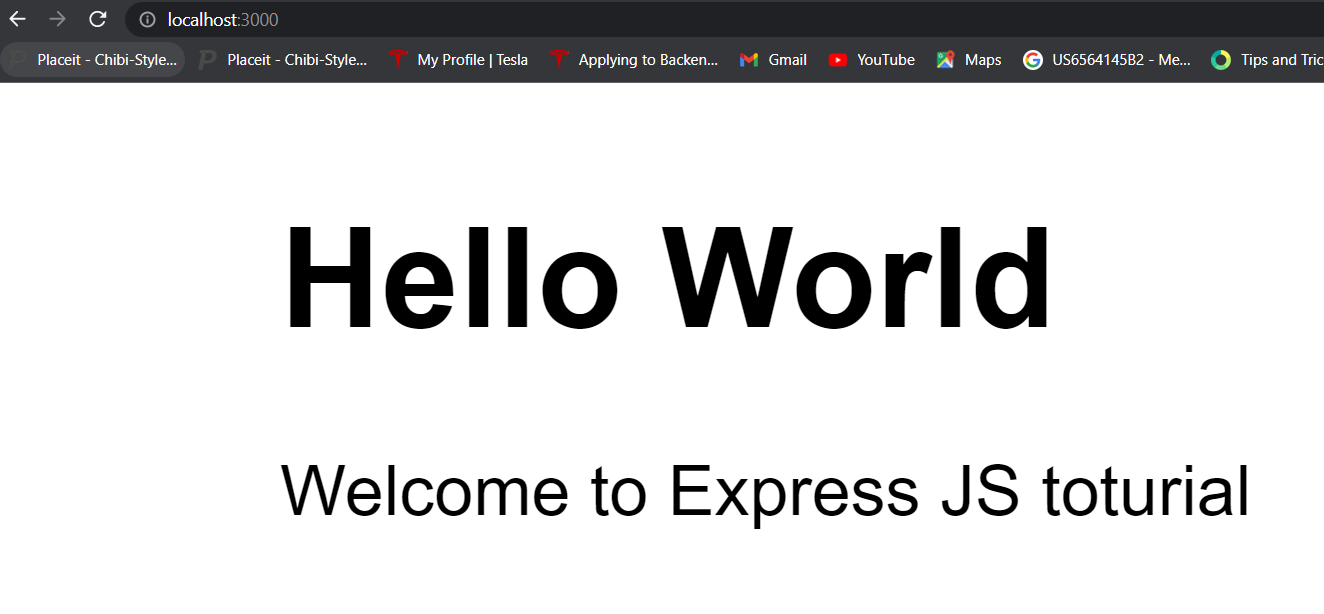 localhost:3000
Placeit - Chibi-Style... Placeit - Chibi-Style... My Profile | Tesla Applying to Backen... Gmail YouTube Maps US6564145B2 - Me... Tips and Tric
Hello World
Welcome to Express JS toturial